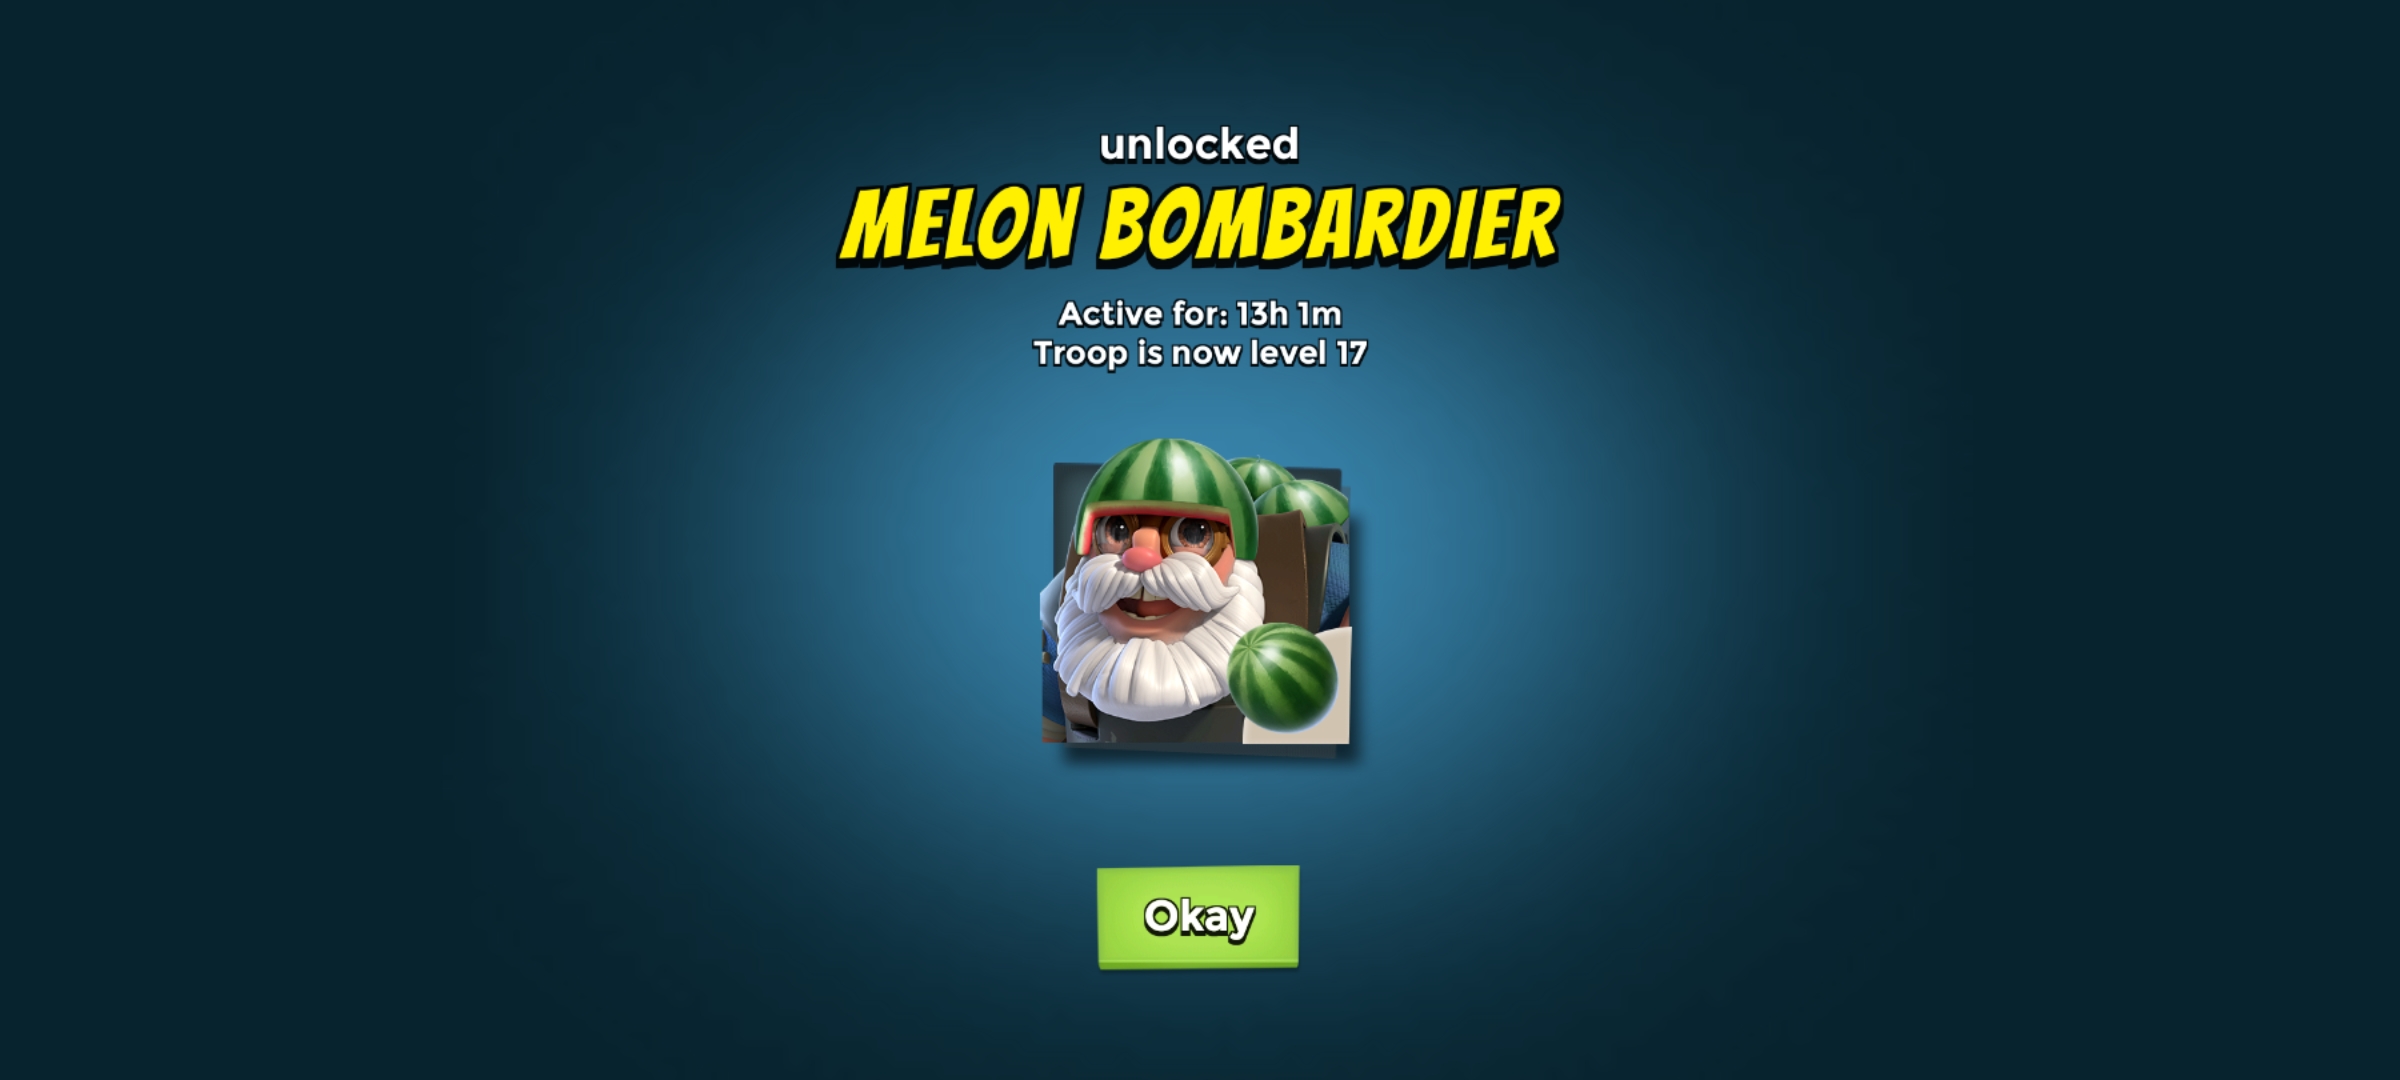 unlocked
MELON BOMBARDIER
Active for: 13h 1m
Troop is now level 17
Okay